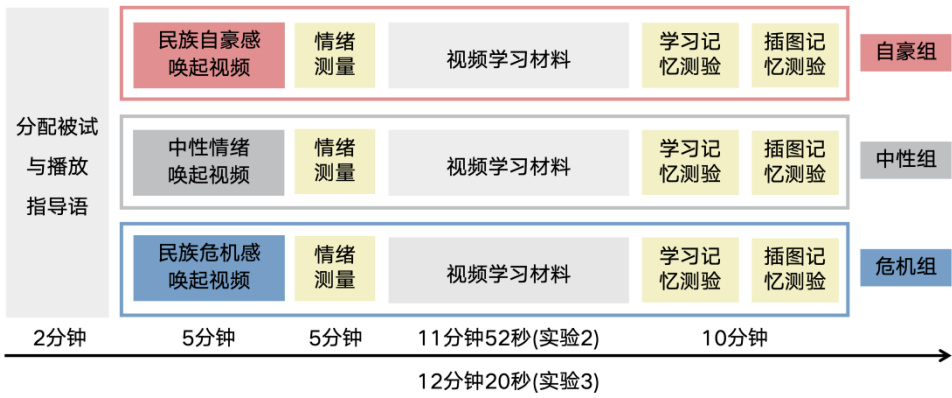 分配被试
与播放
指导语
民族自豪感
唤起视频
情绪
测量
视频学习材料
学习记
忆测验
插图记
忆测验
自豪组
中性情绪
唤起视频
情绪
测量
视频学习材料
学习记
忆测验
插图记
忆测验
中性组
民族危机感
唤起视频
情绪
测量
视频学习材料
学习记
忆测验
插图记
忆测验
危机组
2分钟
5分钟
5分钟
11分钟52秒(实验2)
10分钟
12分钟20秒(实验3)